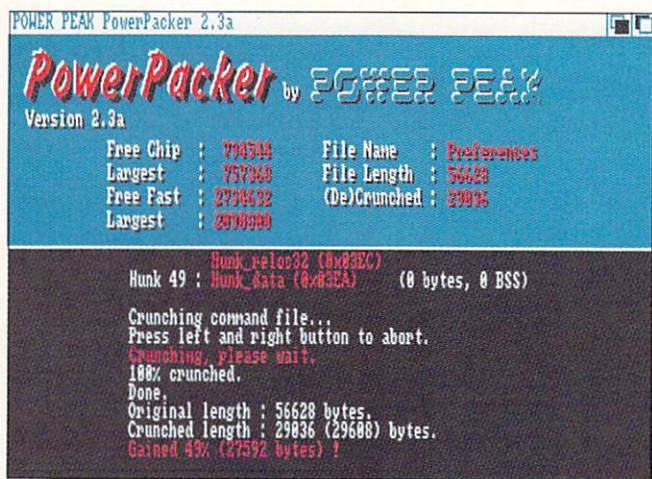 POWER PEAK PowerPacker 2.3a
PowerPacker by POWER PEAK
Version 2.3a
Free Chip : 794544 File Name : Preferences
Largest : 757368 File Length : 56628
Free Fast : 2734632 (De)Crunched : 29036
Largest : 2090880
Hunk_reloc32 (0x03EC)
Hunk 49 : Hunk_data (0x03EA) (0 bytes, 0 BSS)
Crunching command file...
Press left and right button to abort.
Crunching, please wait.
100% crunched.
Done.
Original length : 56628 bytes.
Crunched length : 29036 (29608) bytes.
Gained 49% (27592 bytes) !